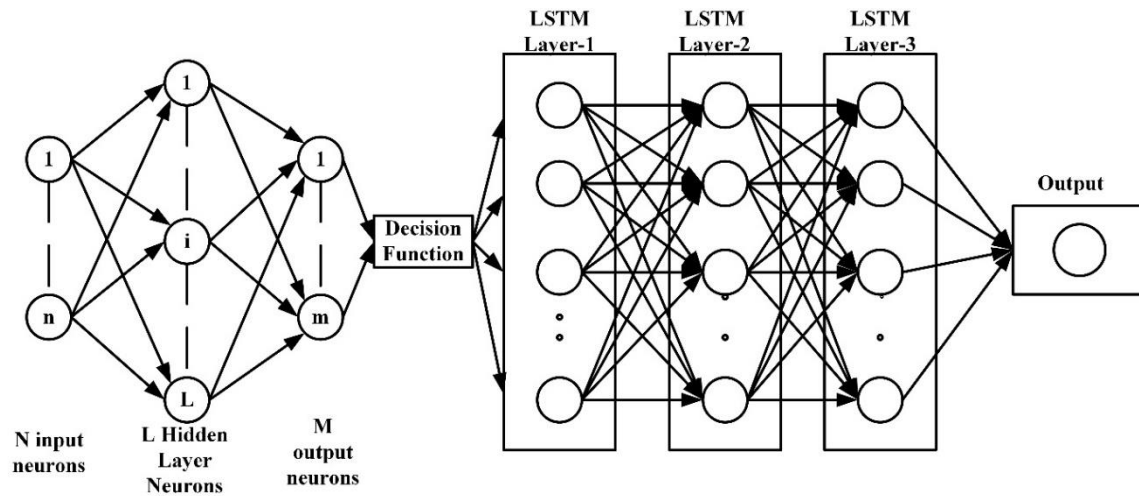 LSTM
Layer-1
LSTM
Layer-2
LSTM
Layer-3
1
i
L
1
n
1
m
Decision
Function
Output
N input
neurons
L Hidden
Layer
Neurons
M
output
neurons